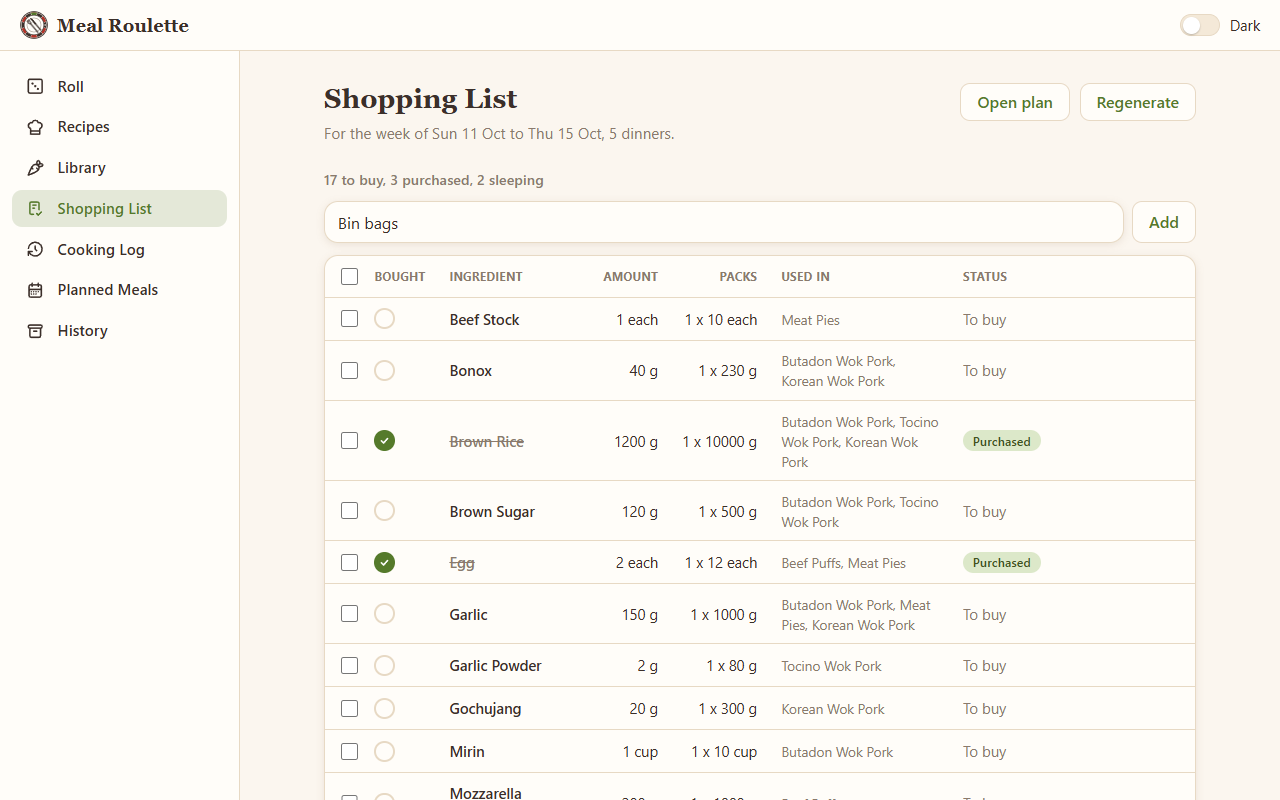 Meal Roulette
Dark
Roll
Recipes
Library
Shopping List
Cooking Log
Planned Meals
History
Shopping List
Open plan
Regenerate
For the week of Sun 11 Oct to Thu 15 Oct, 5 dinners.
17 to buy, 3 purchased, 2 sleeping
Bin bags
Add
BOUGHT INGREDIENT AMOUNT PACKS USED IN STATUS
Beef Stock 1 each 1 x 10 each Meat Pies To buy
Bonox 40 g 1 x 230 g Butadon Wok Pork, To buy
Korean Wok Pork
Butadon Wok Pork, Tocino
Brown Rice 1200 g 1 x 10000 g Wok Pork, Korean Wok Purchased
Pork
Brown Sugar 120 g 1 x 500 g Butadon Wok Pork, Tocino To buy
Wok Pork
Egg 2 each 1 x 12 each Beef Puffs, Meat Pies Purchased
Garlic 150 g 1 x 1000 g Butadon Wok Pork, Meat To buy
Pies, Korean Wok Pork
Garlic Powder 2 g 1 x 80 g Tocino Wok Pork To buy
Gochujang 20 g 1 x 300 g Korean Wok Pork To buy
Mirin 1 cup 1 x 10 cup Butadon Wok Pork To buy
Mozzarella